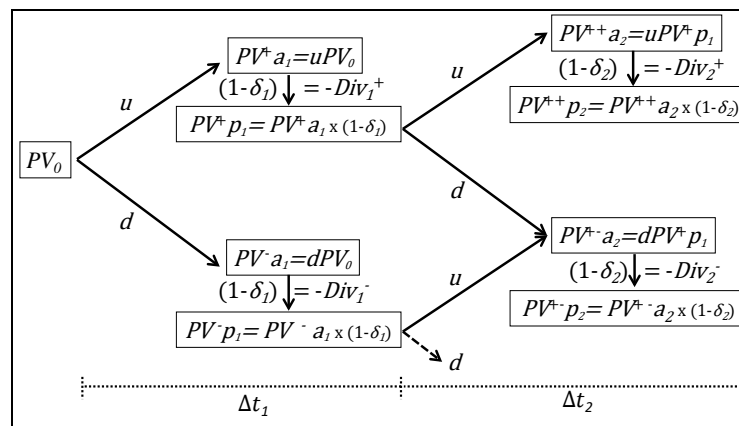 PV⁺⁺a₂=uPV⁺p₁
PV⁺a₁=uPV₀
(1-δ₂) = -Div₂⁺
u
(1-δ₁) = -Div₁⁺
u
PV⁺⁺p₂= PV⁺⁺a₂ x (1-δ₂)
PV⁺p₁= PV⁺a₁ x (1-δ₁)
PV₀
d
d
PV⁺⁻a₂=dPV⁺p₁
PV⁻a₁=dPV₀
(1-δ₂) = -Div₂⁻
u
(1-δ₁) = -Div₁⁻
PV⁺⁻p₂= PV⁺⁻a₂ x (1-δ₂)
PV⁻p₁= PV⁻ a₁ x (1-δ₁)
d
Δt₁
Δt₂